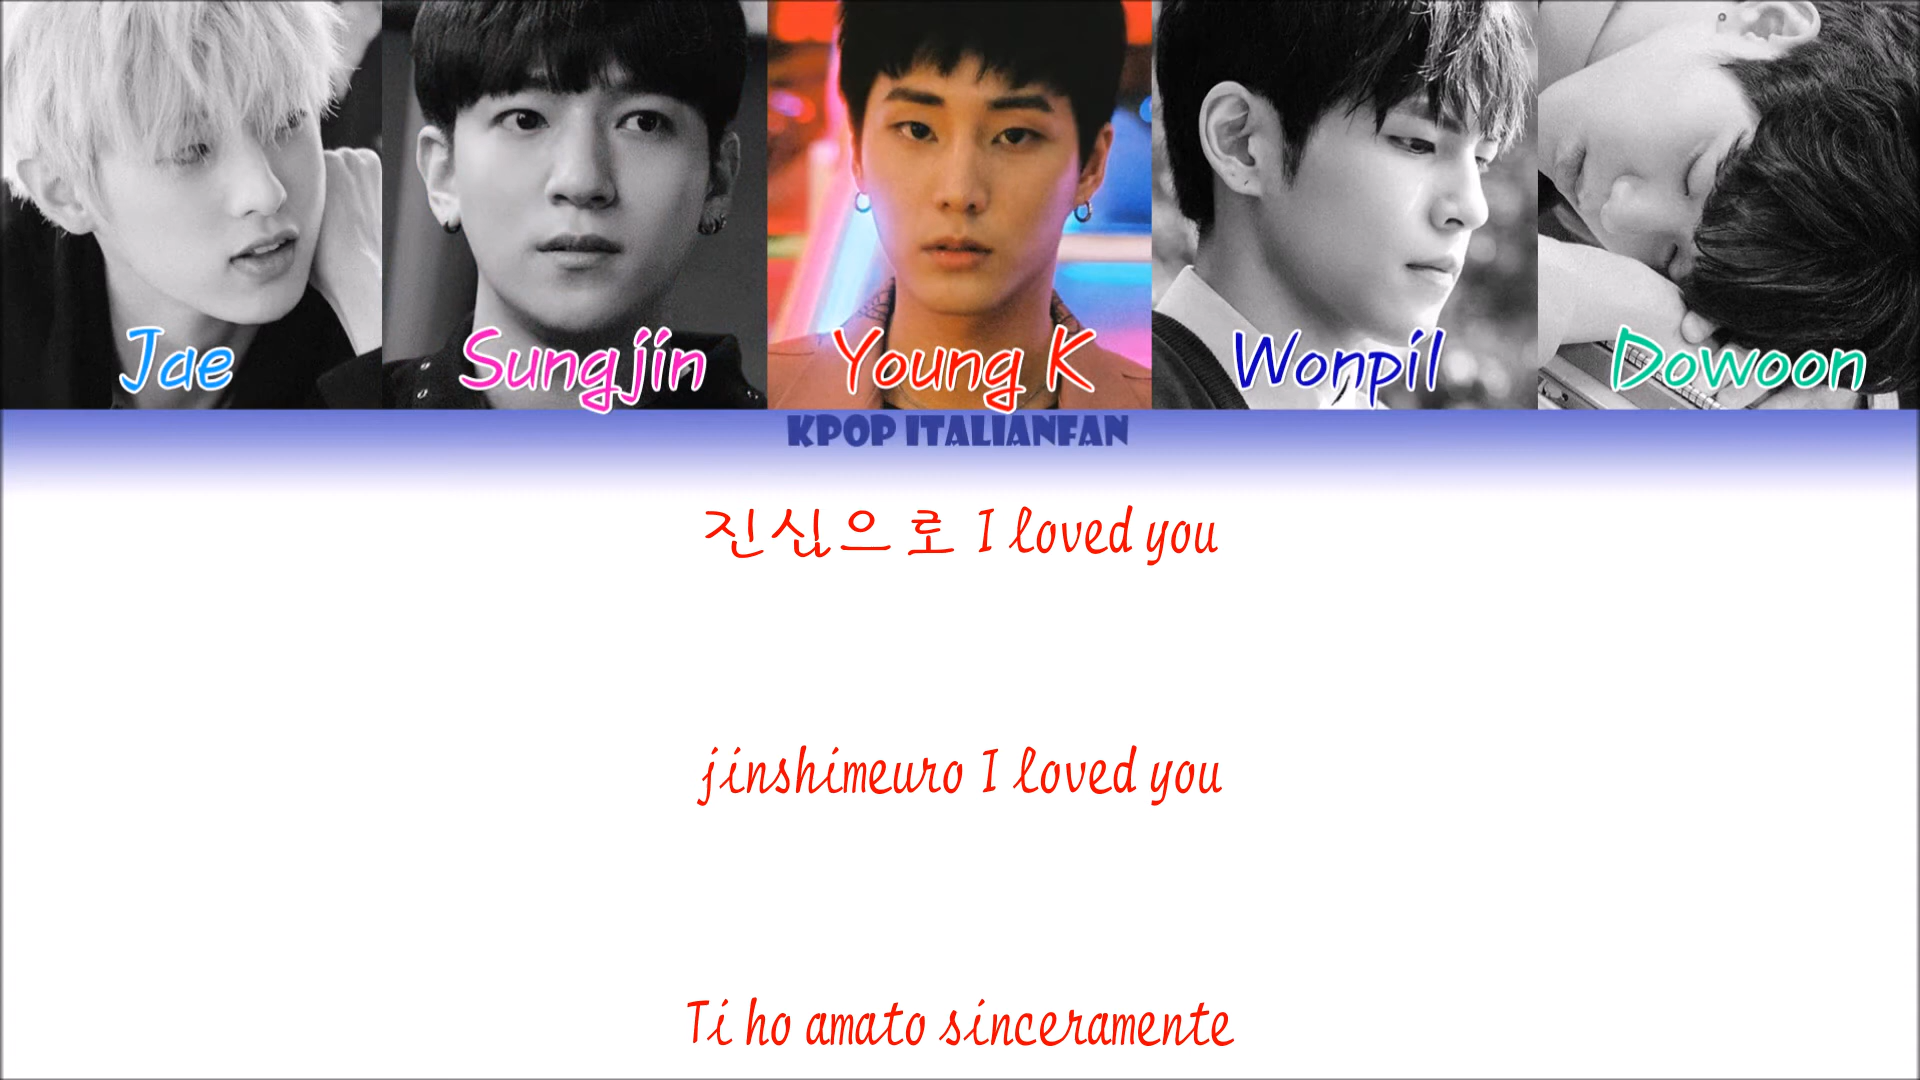 Jae Sungjin Young K Wonpil Dowoon
KPOP ITALIANFAN
진심으로 I loved you
jinshimeuro I loved you
Ti ho amato sinceramente